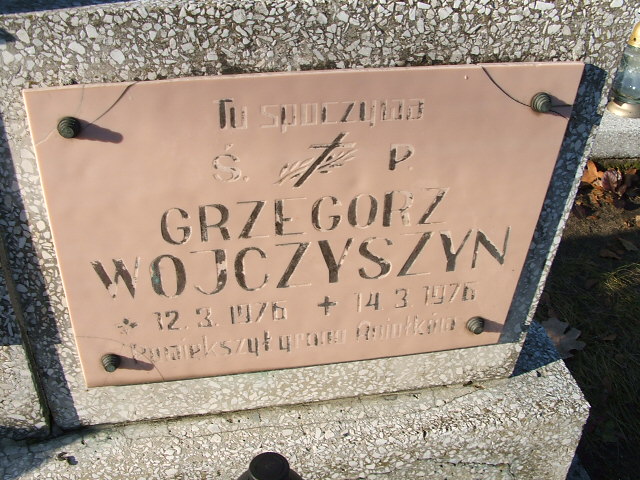 Tu spoczywa
Ś. P.
GRZEGORZ
WOJCZYSZYN
* 12.3.1976 + 14.3.1976
Powiększył grono Aniołków